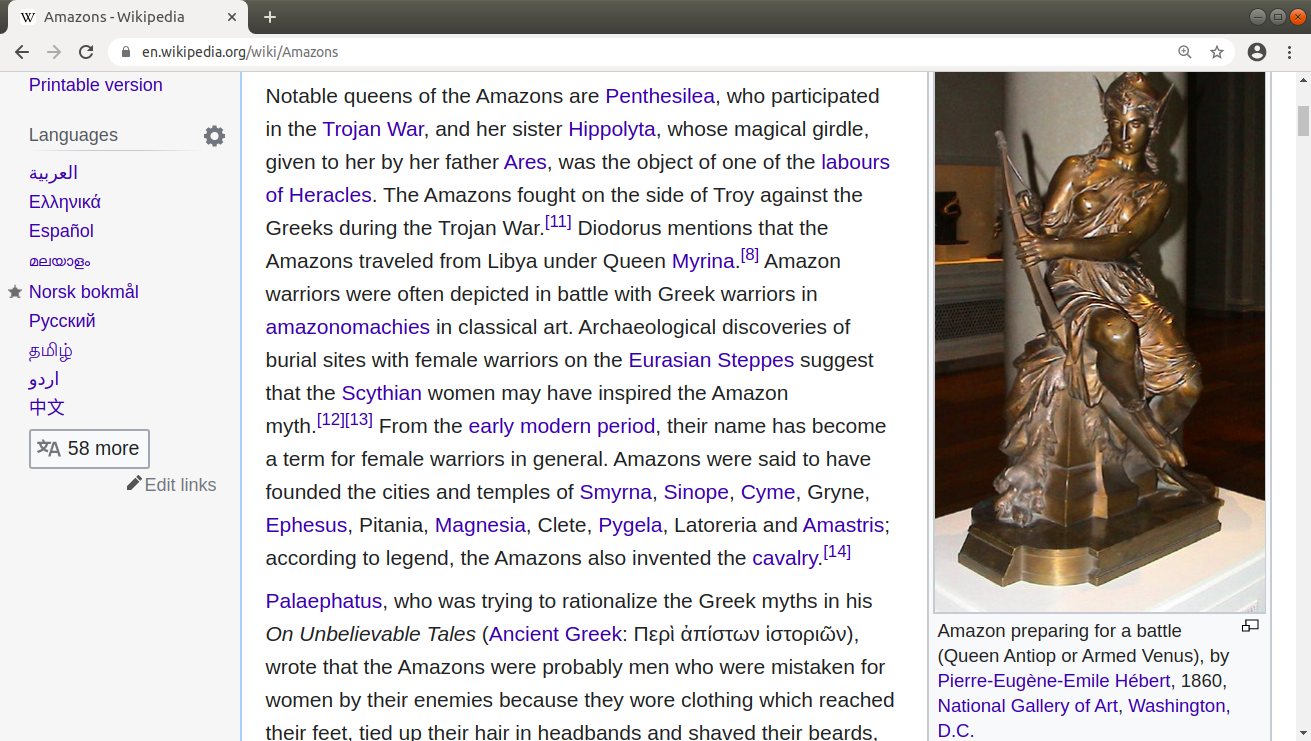 Amazons - Wikipedia
en.wikipedia.org/wiki/Amazons
Printable version
Languages
العربية
Ελληνικά
Español
മലയാളം
Norsk bokmål
Русский
தமிழ்
اردو
中文
58 more
Edit links
Notable queens of the Amazons are Penthesilea, who participated
in the Trojan War, and her sister Hippolyta, whose magical girdle,
given to her by her father Ares, was the object of one of the labours
of Heracles. The Amazons fought on the side of Troy against the
Greeks during the Trojan War.[11] Diodorus mentions that the
Amazons traveled from Libya under Queen Myrina.[8] Amazon
warriors were often depicted in battle with Greek warriors in
amazonomachies in classical art. Archaeological discoveries of
burial sites with female warriors on the Eurasian Steppes suggest
that the Scythian women may have inspired the Amazon
myth.[12][13] From the early modern period, their name has become
a term for female warriors in general. Amazons were said to have
founded the cities and temples of Smyrna, Sinope, Cyme, Gryne,
Ephesus, Pitania, Magnesia, Clete, Pygela, Latoreria and Amastris;
according to legend, the Amazons also invented the cavalry.[14]
Palaephatus, who was trying to rationalize the Greek myths in his
On Unbelievable Tales (Ancient Greek: Περὶ ἀπίστων ἱστοριῶν),
wrote that the Amazons were probably men who were mistaken for
women by their enemies because they wore clothing which reached
their feet, tied up their hair in headbands and shaved their beards,
Amazon preparing for a battle
(Queen Antiop or Armed Venus), by
Pierre-Eugène-Emile Hébert, 1860,
National Gallery of Art, Washington,
D.C.